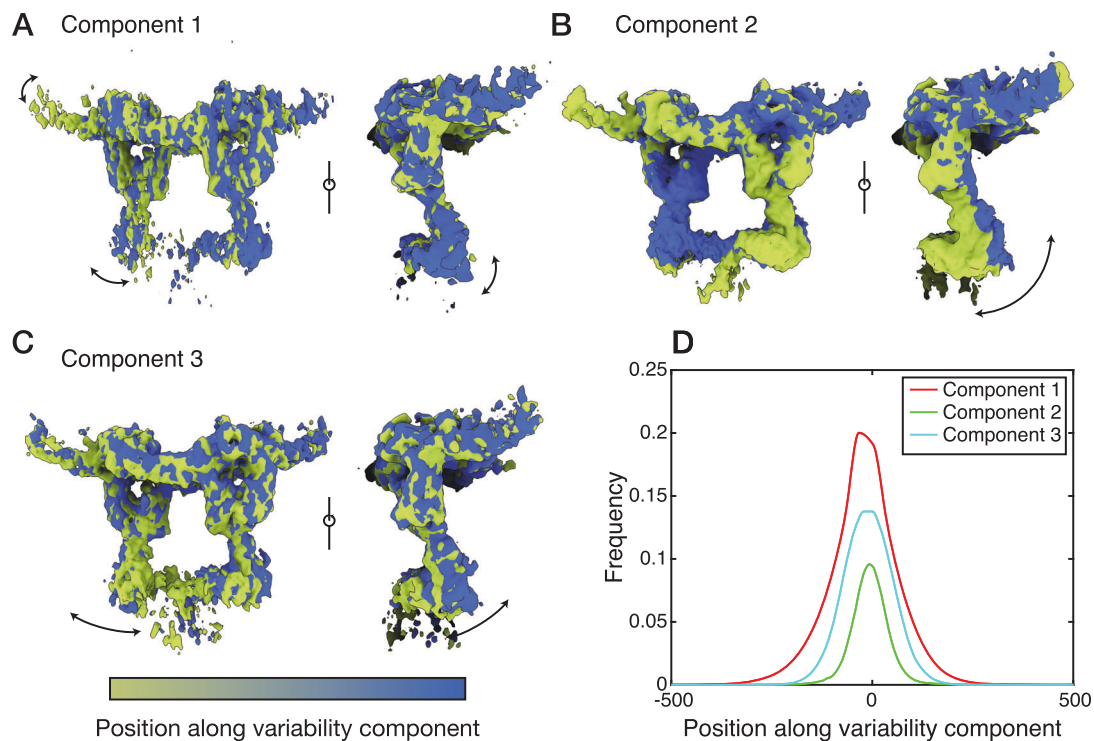 A Component 1
B Component 2
C Component 3
Position along variability component
D
0.25
0.2
0.15
0.1
0.05
0
Frequency
Component 1
Component 2
Component 3
-500 0 500
Position along variability component